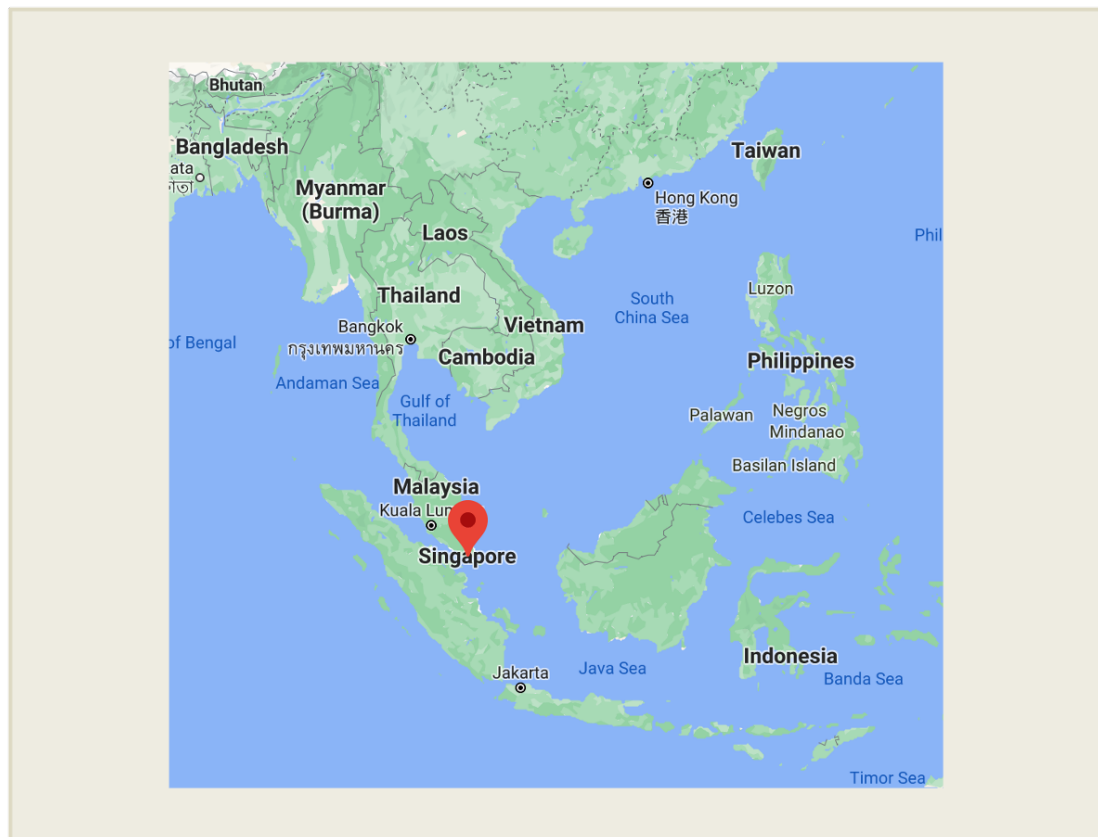 Bhutan
Bangladesh
ata
Myanmar
(Burma)
Laos
Taiwan
Hong Kong
香港
Phil
Thailand
Bangkok
กรุงเทพมหานคร
Vietnam
Cambodia
South
China Sea
Luzon
of Bengal
Andaman Sea
Gulf of
Thailand
Philippines
Palawan
Negros
Mindanao
Basilan Island
Malaysia
Kuala Lum
Singapore
Celebes Sea
Indonesia
Java Sea
Banda Sea
Jakarta
Timor Sea